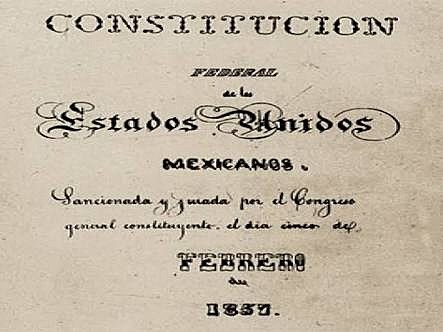 CONSTITUCION
FEDERAL
de los
Estados Unidos
MEXICANOS.
Sancionada y jurada por el Congreso
general constituyente, el dia cinco de
FEBRERO
de
1857.